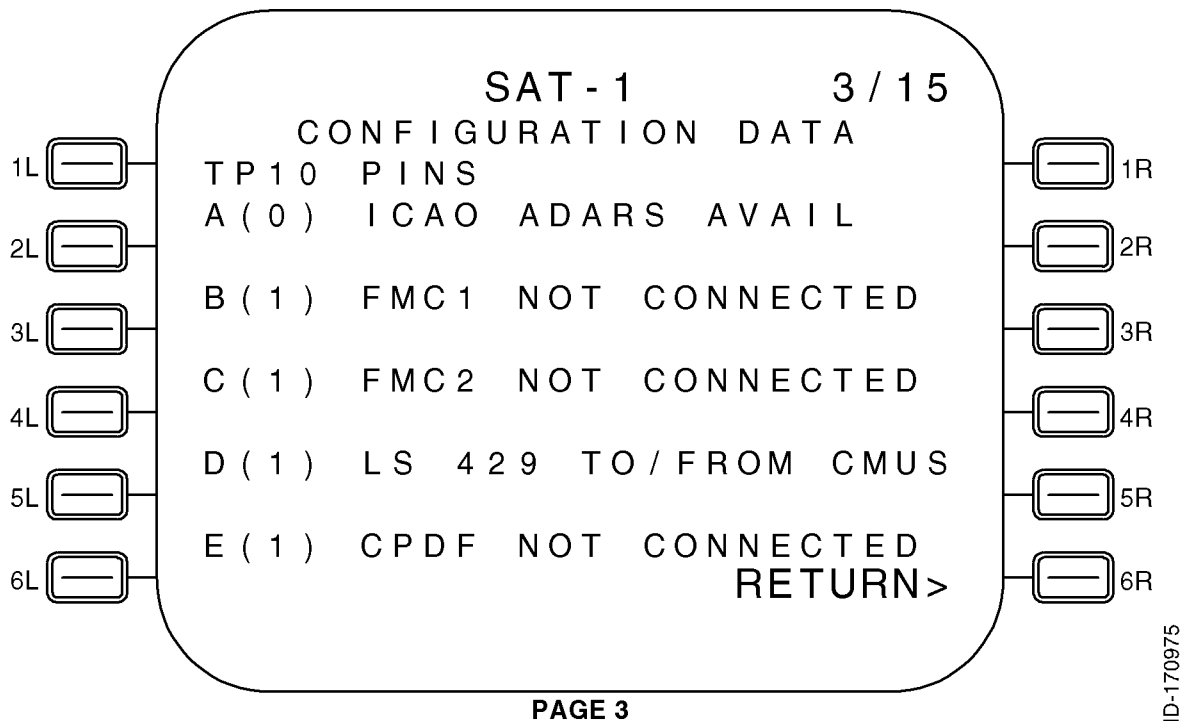 SAT-1 3/15
CONFIGURATION DATA
1L TP10 PINS 1R
A(0) ICAO ADARS AVAIL
2L 2R
B(1) FMC1 NOT CONNECTED
3L 3R
C(1) FMC2 NOT CONNECTED
4L 4R
D(1) LS 429 TO/FROM CMUS
5L 5R
E(1) CPDF NOT CONNECTED
6L RETURN> 6R
PAGE 3
ID-170975